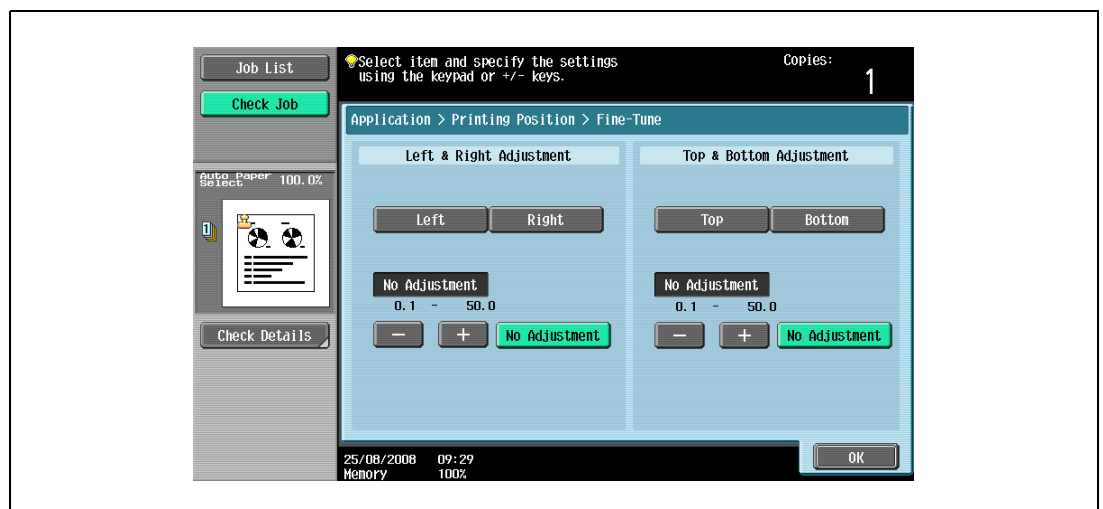 Job List
Check Job
Auto Paper
Select 100.0%
1
Check Details
Select item and specify the settings
using the keypad or +/- keys.
Copies:
1
Application > Printing Position > Fine-Tune
Left & Right Adjustment
Left Right
No Adjustment
0.1 - 50.0
- + No Adjustment
Top & Bottom Adjustment
Top Bottom
No Adjustment
0.1 - 50.0
- + No Adjustment
25/08/2008 09:29
Memory 100%
OK